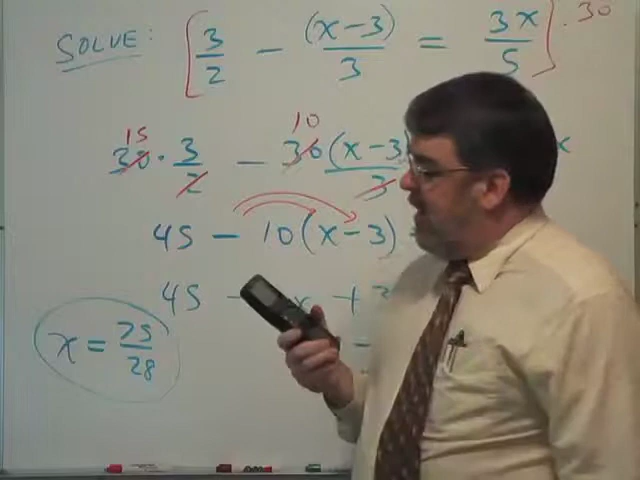 SOLVE: [ 3/2 - (x-3)/3 = 3x/5 ] · 30
15 10
30 · 3/2 - 30 (x-3)/3 x
45 - 10(x-3)
45 - x +
x = 75/28